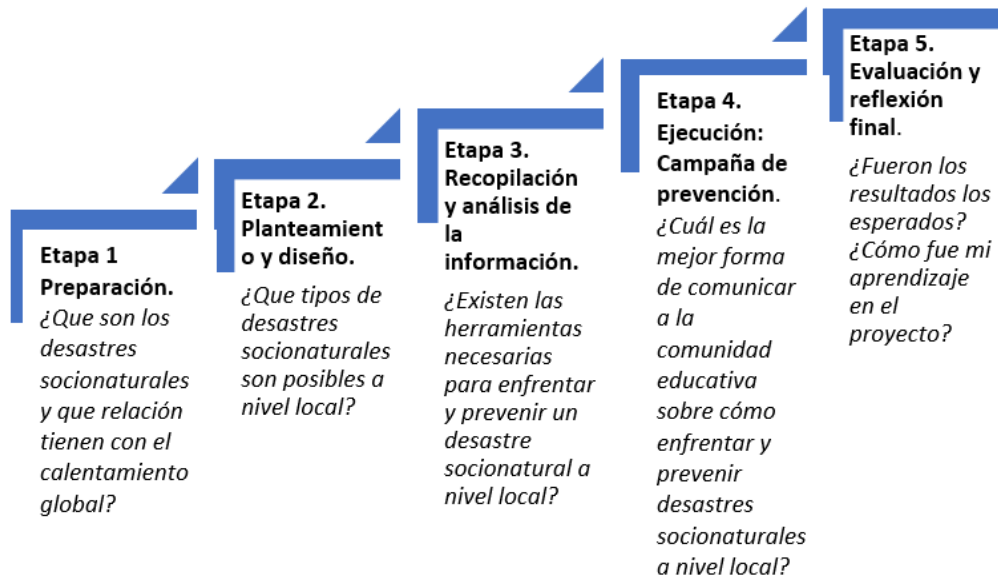 Etapa 1
Preparación.
¿Que son los
desastres
socionaturales
y que relación
tienen con el
calentamiento
global?
Etapa 2.
Planteamient
o y diseño.
¿Que tipos de
desastres
socionaturales
son posibles a
nivel local?
Etapa 3.
Recopilación
y análisis de
la
información.
¿Existen las
herramientas
necesarias
para enfrentar
y prevenir un
desastre
socionatural a
nivel local?
Etapa 4.
Ejecución:
Campaña de
prevención.
¿Cuál es la
mejor forma
de comunicar
a la
comunidad
educativa
sobre cómo
enfrentar y
prevenir
desastres
socionaturales
a nivel local?
Etapa 5.
Evaluación y
reflexión
final.
¿Fueron los
resultados los
esperados?
¿Cómo fue mi
aprendizaje
en el
proyecto?